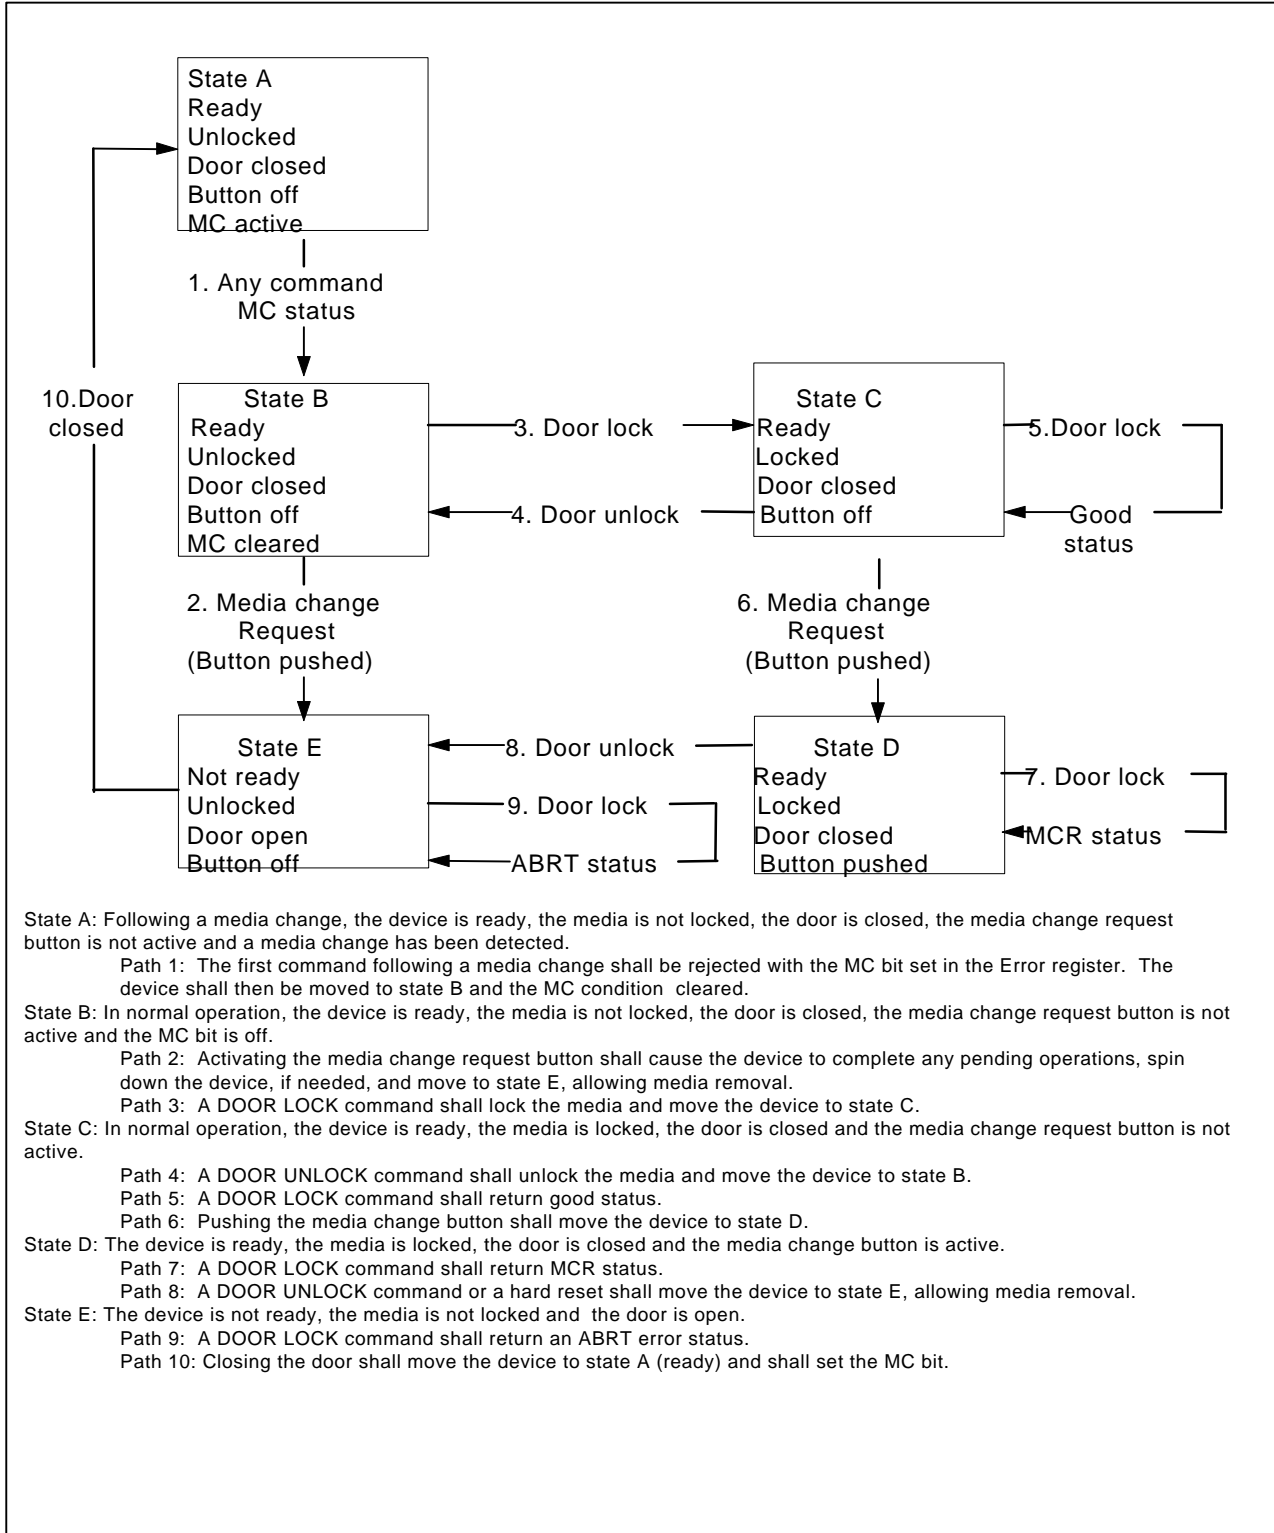 State A
Ready
Unlocked
Door closed
Button off
MC active
1. Any command
MC status
10.Door
closed
State B
Ready
Unlocked
Door closed
Button off
MC cleared
3. Door lock
4. Door unlock
State C
Ready
Locked
Door closed
Button off
5.Door lock
Good
status
2. Media change
Request
(Button pushed)
6. Media change
Request
(Button pushed)
State E
Not ready
Unlocked
Door open
Button off
8. Door unlock
9. Door lock
ABRT status
State D
Ready
Locked
Door closed
Button pushed
7. Door lock
MCR status
State A: Following a media change, the device is ready, the media is not locked, the door is closed, the media change request
button is not active and a media change has been detected.
Path 1: The first command following a media change shall be rejected with the MC bit set in the Error register. The
device shall then be moved to state B and the MC condition cleared.
State B: In normal operation, the device is ready, the media is not locked, the door is closed, the media change request button is not
active and the MC bit is off.
Path 2: Activating the media change request button shall cause the device to complete any pending operations, spin
down the device, if needed, and move to state E, allowing media removal.
Path 3: A DOOR LOCK command shall lock the media and move the device to state C.
State C: In normal operation, the device is ready, the media is locked, the door is closed and the media change request button is not
active.
Path 4: A DOOR UNLOCK command shall unlock the media and move the device to state B.
Path 5: A DOOR LOCK command shall return good status.
Path 6: Pushing the media change button shall move the device to state D.
State D: The device is ready, the media is locked, the door is closed and the media change button is active.
Path 7: A DOOR LOCK command shall return MCR status.
Path 8: A DOOR UNLOCK command or a hard reset shall move the device to state E, allowing media removal.
State E: The device is not ready, the media is not locked and the door is open.
Path 9: A DOOR LOCK command shall return an ABRT error status.
Path 10: Closing the door shall move the device to state A (ready) and shall set the MC bit.